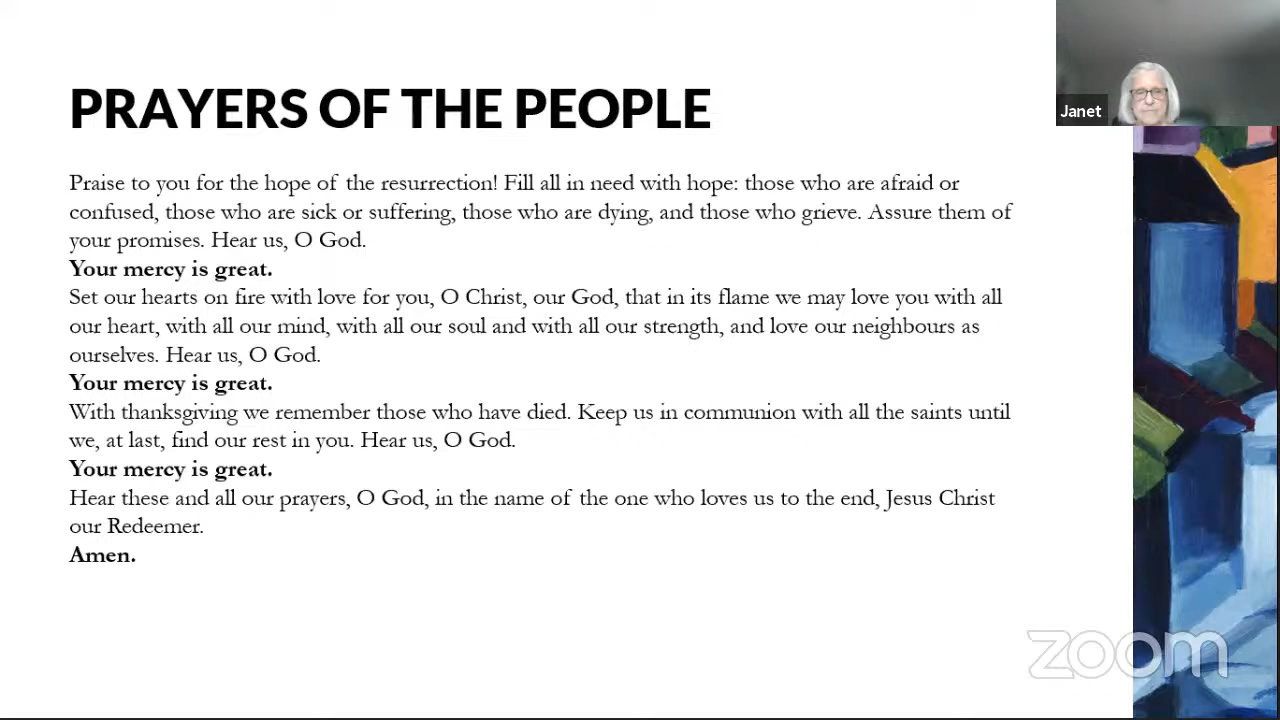 PRAYERS OF THE PEOPLE
Janet
Praise to you for the hope of the resurrection! Fill all in need with hope: those who are afraid or
confused, those who are sick or suffering, those who are dying, and those who grieve. Assure them of
your promises. Hear us, O God.
Your mercy is great.
Set our hearts on fire with love for you, O Christ, our God, that in its flame we may love you with all
our heart, with all our mind, with all our soul and with all our strength, and love our neighbours as
ourselves. Hear us, O God.
Your mercy is great.
With thanksgiving we remember those who have died. Keep us in communion with all the saints until
we, at last, find our rest in you. Hear us, O God.
Your mercy is great.
Hear these and all our prayers, O God, in the name of the one who loves us to the end, Jesus Christ
our Redeemer.
Amen.
zoom